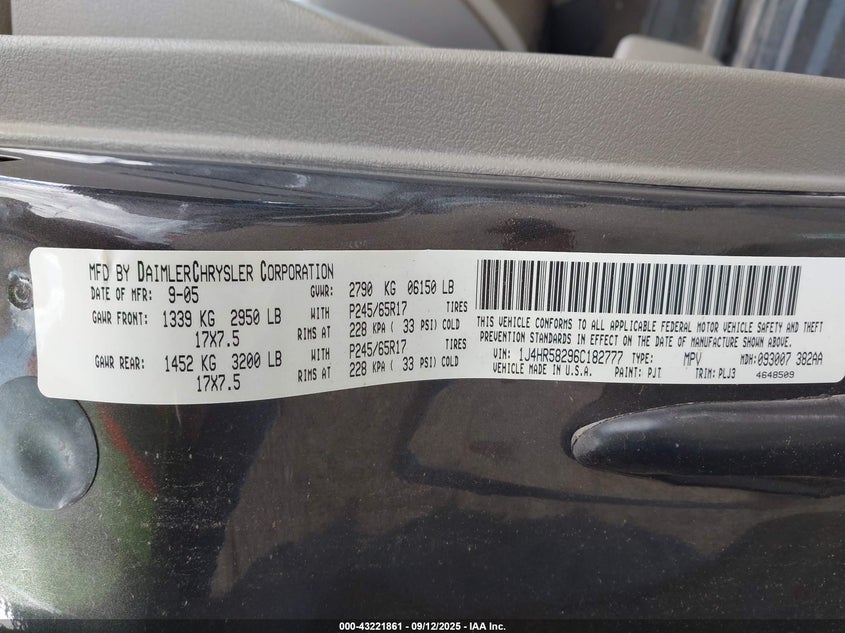 MFD BY DAIMLERCHRYSLER CORPORATION
DATE OF MFR: 9-05 GVWR: 2790 KG 06150 LB
GAWR FRONT: 1339 KG 2950 LB WITH P245/65R17 TIRES
17X7.5 RIMS AT 228 KPA ( 33 PSI) COLD
GAWR REAR: 1452 KG 3200 LB WITH P245/65R17 TIRES
17X7.5 RIMS AT 228 KPA ( 33 PSI) COLD
THIS VEHICLE CONFORMS TO ALL APPLICABLE FEDERAL MOTOR VEHICLE SAFETY AND THEFT
PREVENTION STANDARDS IN EFFECT ON THE DATE OF MANUFACTURE SHOWN ABOVE.
VIN: 1J4HR58296C182777 TYPE: MPV MDH: 093007 382AA
VEHICLE MADE IN U.S.A. PAINT: PJT TRIM: PLJ3 4648509
000-43221861 - 09/12/2025 - IAA Inc.